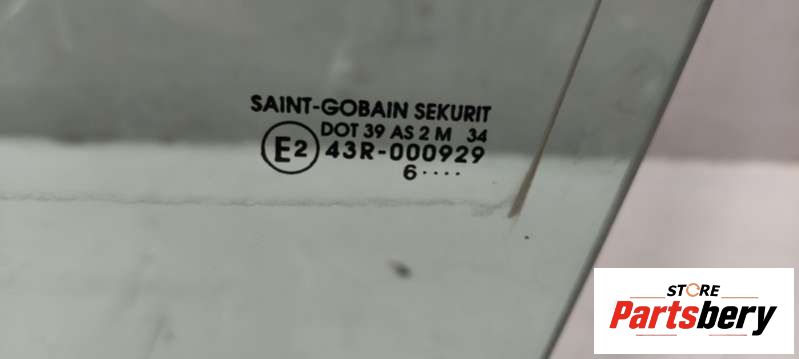 SAINT-GOBAIN SEKURIT
DOT 39 AS 2 M 34
E2 43R-000929
6····
STORE
Partsbery